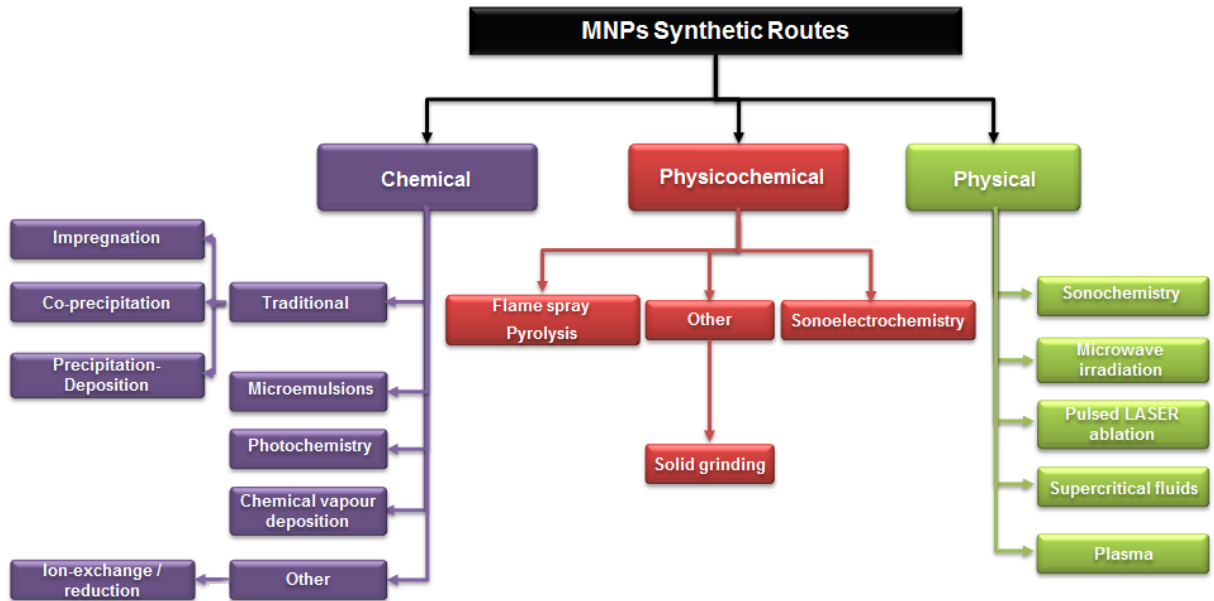 MNPs Synthetic Routes
Chemical
Physicochemical
Physical
Impregnation
Co-precipitation
Precipitation-
Deposition
Traditional
Microemulsions
Photochemistry
Chemical vapour
deposition
Ion-exchange /
reduction
Other
Flame spray
Pyrolysis
Other
Sonoelectrochemistry
Solid grinding
Sonochemistry
Microwave
irradiation
Pulsed LASER
ablation
Supercritical fluids
Plasma